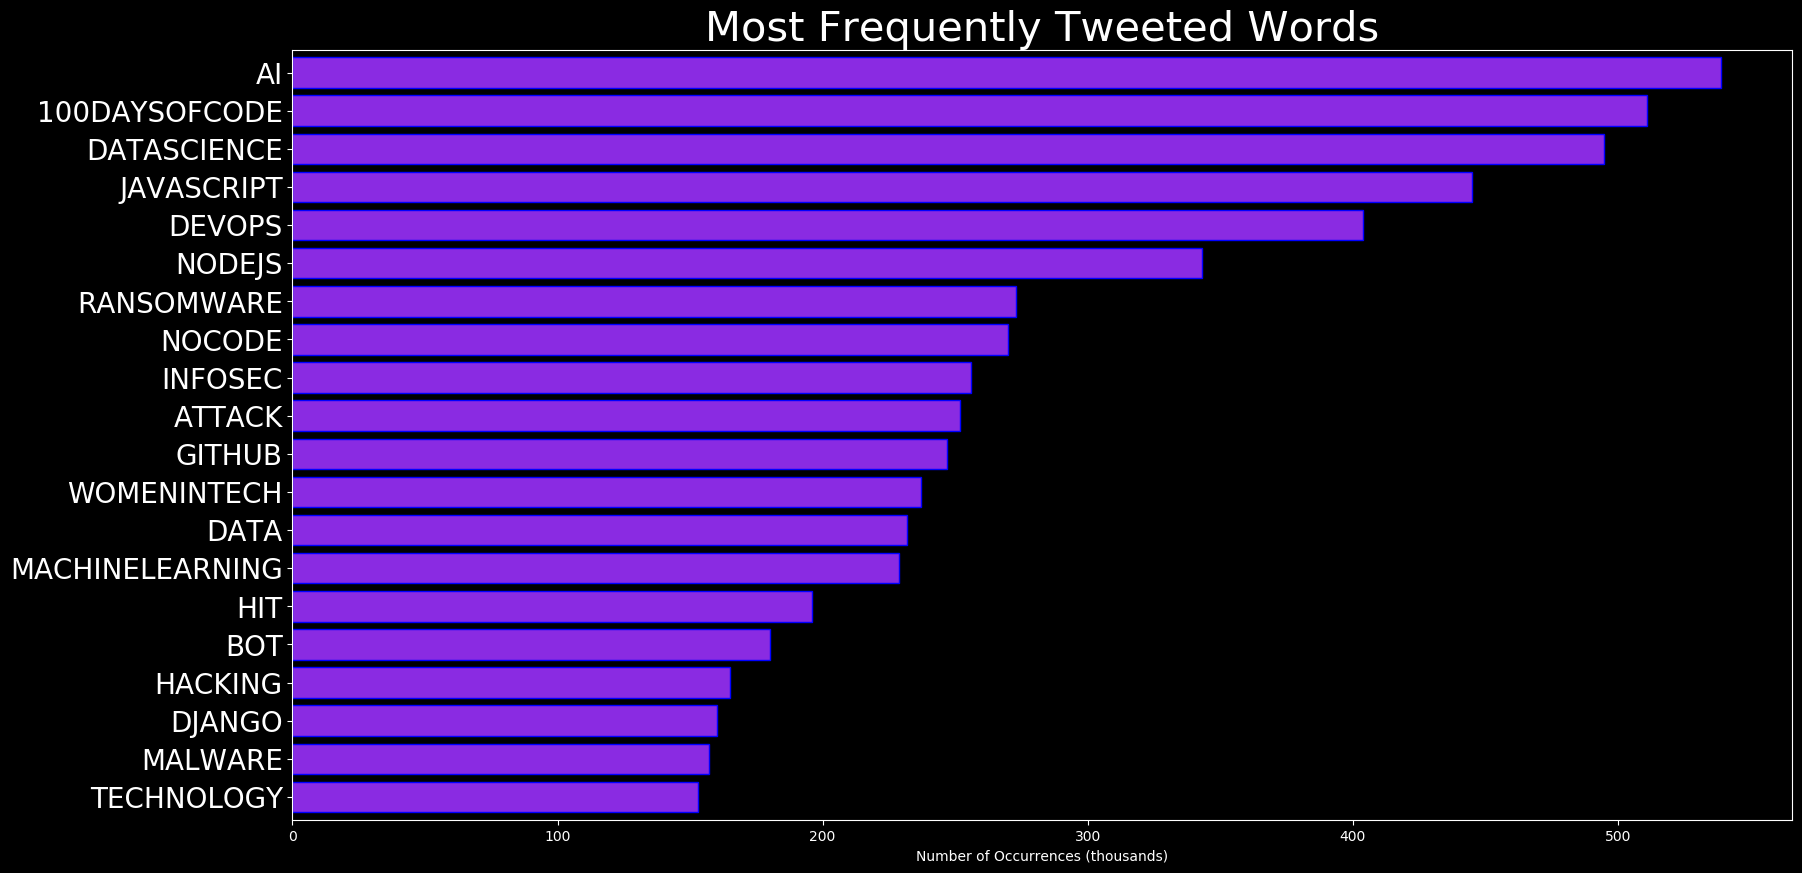 Most Frequently Tweeted Words
AI
100DAYSOFCODE
DATASCIENCE
JAVASCRIPT
DEVOPS
NODEJS
RANSOMWARE
NOCODE
INFOSEC
ATTACK
GITHUB
WOMENINTECH
DATA
MACHINELEARNING
HIT
BOT
HACKING
DJANGO
MALWARE
TECHNOLOGY
0 100 200 300 400 500
Number of Occurrences (thousands)